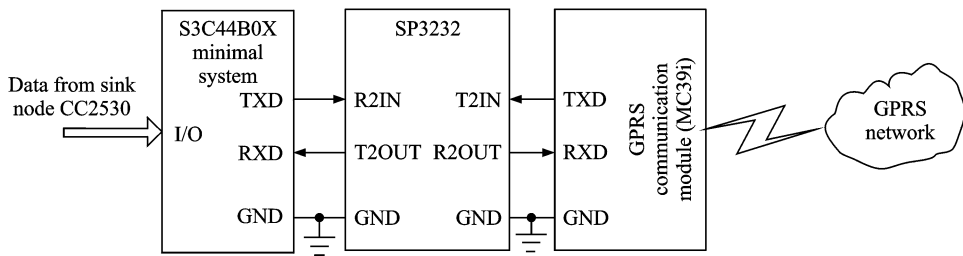 Data from sink
node CC2530
S3C44B0X
minimal
system
TXD
I/O
RXD
GND
SP3232
R2IN
T2IN
T2OUT
R2OUT
GND
GND
TXD
RXD
GND
GPRS
communication
module (MC39i)
GPRS
network